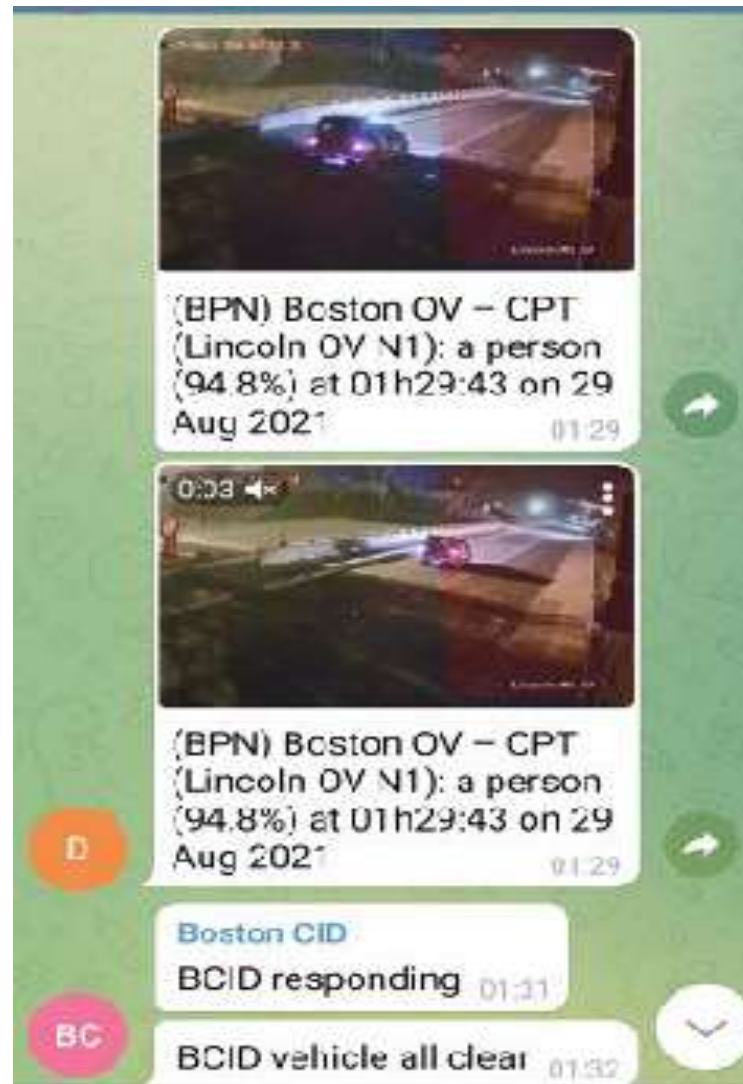 (BPN) Boston OV – CPT
(Lincoln OV N1): a person
(94.8%) at 01h29:43 on 29
Aug 2021
01:29
0:03
(BPN) Boston OV – CPT
(Lincoln OV N1): a person
(94.8%) at 01h29:43 on 29
Aug 2021
01:29
D
Boston CID
BCID responding 01:31
BC
BCID vehicle all clear 01:32